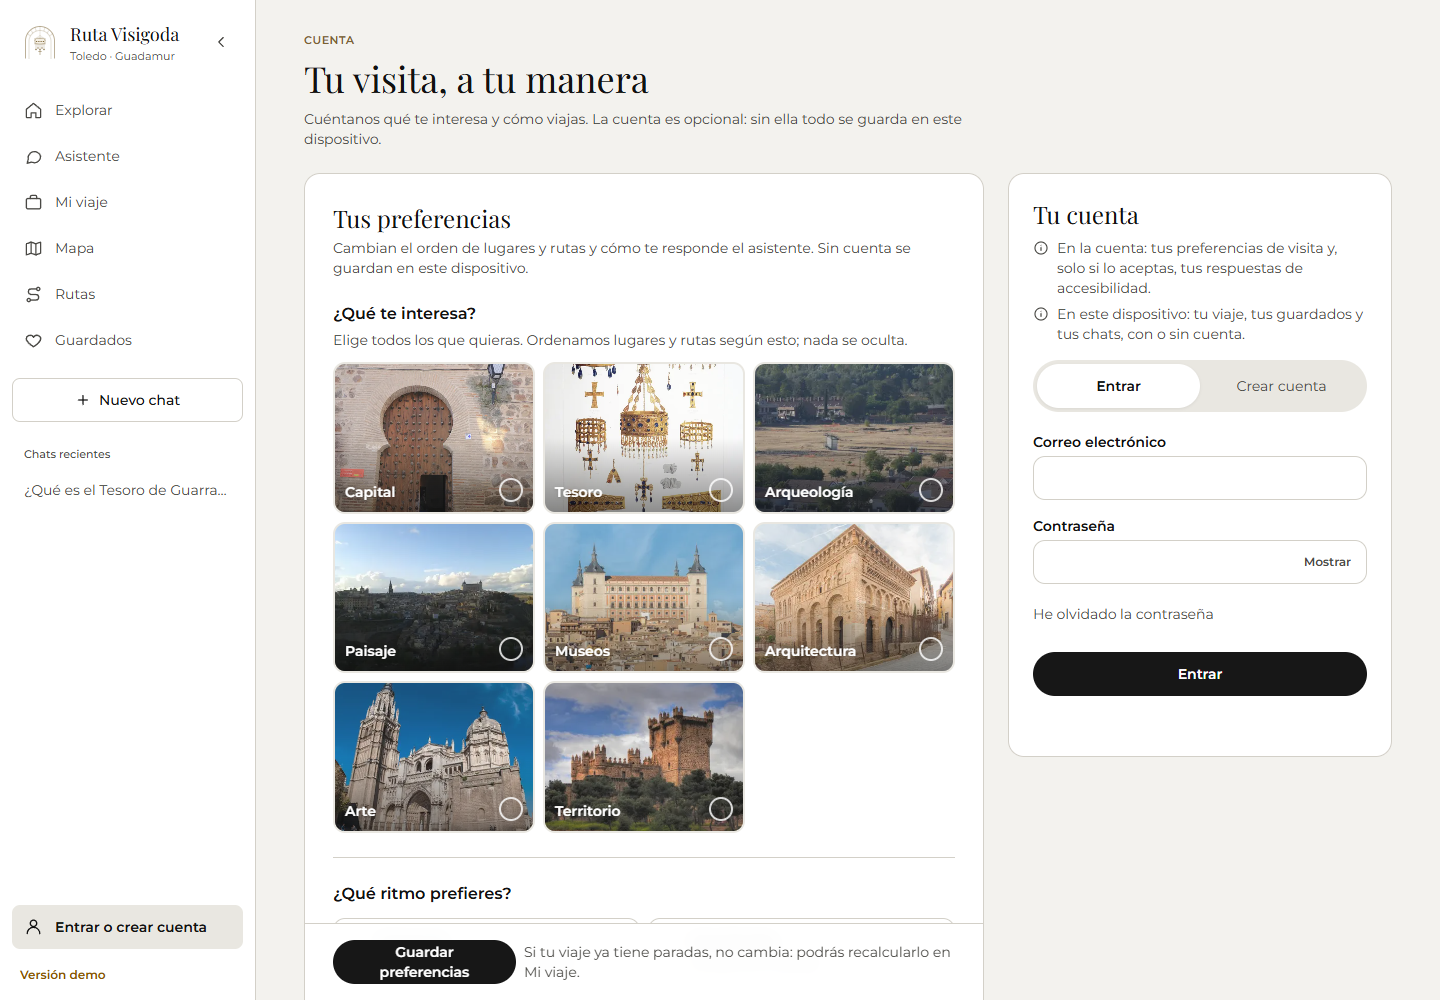 Ruta Visigoda
Toledo · Guadamur
Explorar
Asistente
Mi viaje
Mapa
Rutas
Guardados
+ Nuevo chat
Chats recientes
¿Qué es el Tesoro de Guarra...
Entrar o crear cuenta
Versión demo
CUENTA
Tu visita, a tu manera
Cuéntanos qué te interesa y cómo viajas. La cuenta es opcional: sin ella todo se guarda en este
dispositivo.
Tus preferencias
Cambian el orden de lugares y rutas y cómo te responde el asistente. Sin cuenta se
guardan en este dispositivo.
¿Qué te interesa?
Elige todos los que quieras. Ordenamos lugares y rutas según esto; nada se oculta.
Capital
Tesoro
Arqueología
Paisaje
Museos
Arquitectura
Arte
Territorio
¿Qué ritmo prefieres?
Guardar
preferencias
Si tu viaje ya tiene paradas, no cambia: podrás recalcularlo en
Mi viaje.
Tu cuenta
En la cuenta: tus preferencias de visita y,
solo si lo aceptas, tus respuestas de
accesibilidad.
En este dispositivo: tu viaje, tus guardados y
tus chats, con o sin cuenta.
Entrar
Crear cuenta
Correo electrónico
Contraseña
Mostrar
He olvidado la contraseña
Entrar